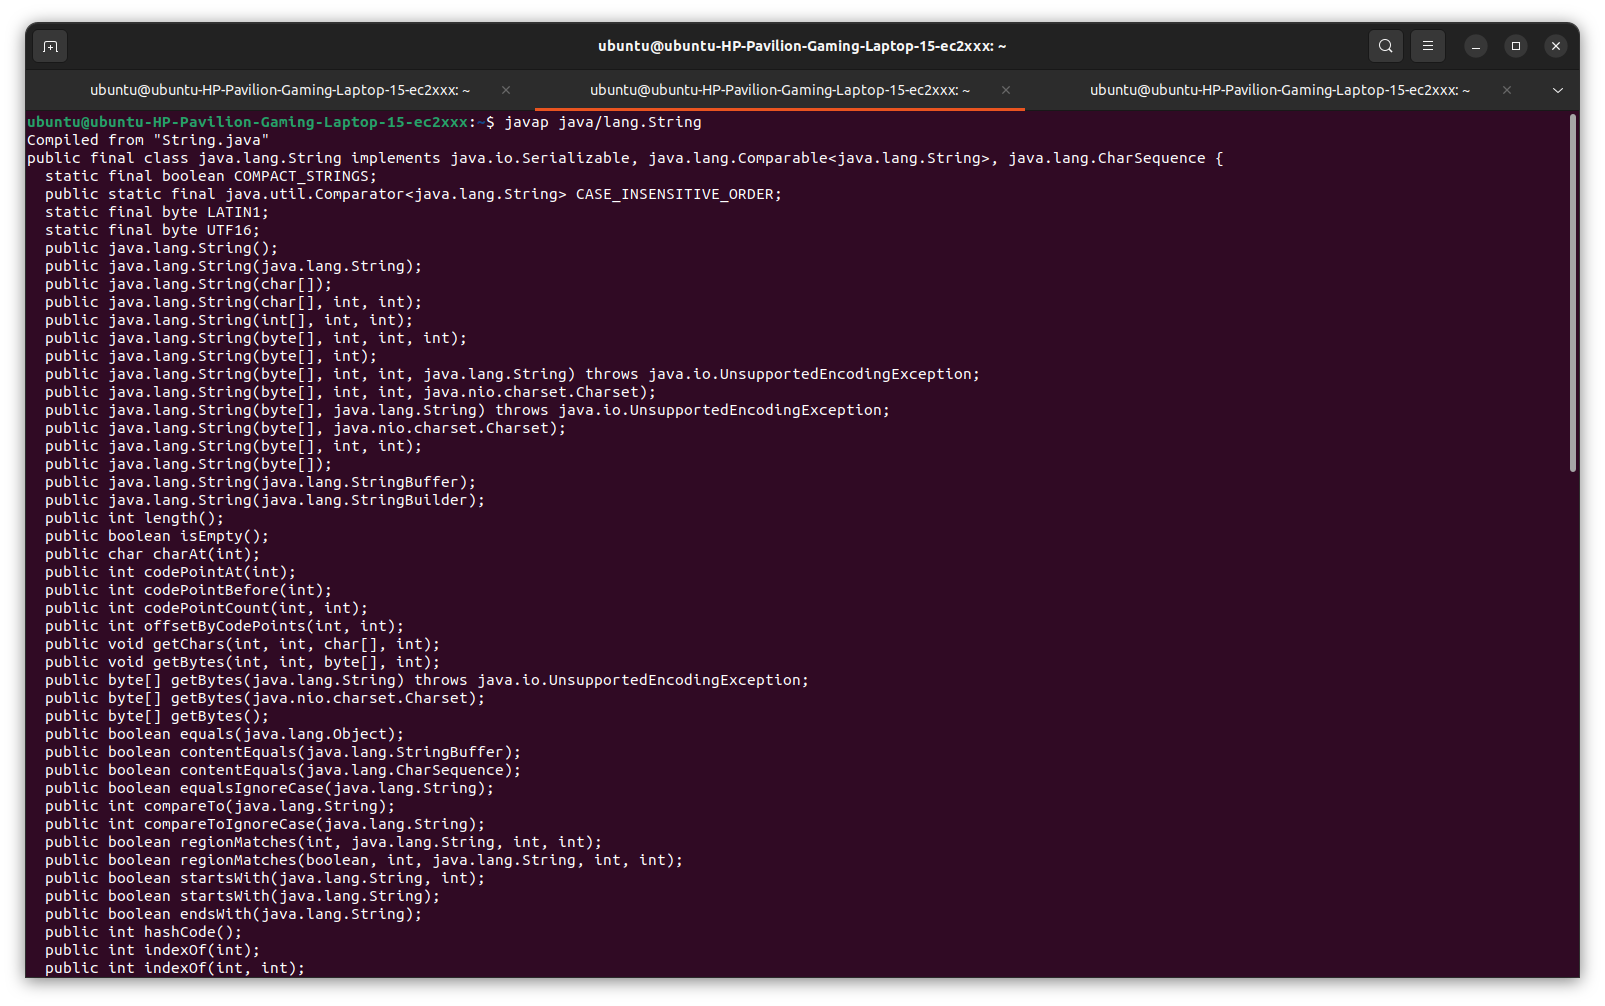 ubuntu@ubuntu-HP-Pavilion-Gaming-Laptop-15-ec2xxx: ~
ubuntu@ubuntu-HP-Pavilion-Gaming-Laptop-15-ec2xxx: ~ ubuntu@ubuntu-HP-Pavilion-Gaming-Laptop-15-ec2xxx: ~ ubuntu@ubuntu-HP-Pavilion-Gaming-Laptop-15-ec2xxx: ~
ubuntu@ubuntu-HP-Pavilion-Gaming-Laptop-15-ec2xxx:~$ javap java/lang.String
Compiled from "String.java"
public final class java.lang.String implements java.io.Serializable, java.lang.Comparable<java.lang.String>, java.lang.CharSequence {
  static final boolean COMPACT_STRINGS;
  public static final java.util.Comparator<java.lang.String> CASE_INSENSITIVE_ORDER;
  static final byte LATIN1;
  static final byte UTF16;
  public java.lang.String();
  public java.lang.String(java.lang.String);
  public java.lang.String(char[]);
  public java.lang.String(char[], int, int);
  public java.lang.String(int[], int, int);
  public java.lang.String(byte[], int, int, int);
  public java.lang.String(byte[], int);
  public java.lang.String(byte[], int, int, java.lang.String) throws java.io.UnsupportedEncodingException;
  public java.lang.String(byte[], int, int, java.nio.charset.Charset);
  public java.lang.String(byte[], java.lang.String) throws java.io.UnsupportedEncodingException;
  public java.lang.String(byte[], java.nio.charset.Charset);
  public java.lang.String(byte[], int, int);
  public java.lang.String(byte[]);
  public java.lang.String(java.lang.StringBuffer);
  public java.lang.String(java.lang.StringBuilder);
  public int length();
  public boolean isEmpty();
  public char charAt(int);
  public int codePointAt(int);
  public int codePointBefore(int);
  public int codePointCount(int, int);
  public int offsetByCodePoints(int, int);
  public void getChars(int, int, char[], int);
  public void getBytes(int, int, byte[], int);
  public byte[] getBytes(java.lang.String) throws java.io.UnsupportedEncodingException;
  public byte[] getBytes(java.nio.charset.Charset);
  public byte[] getBytes();
  public boolean equals(java.lang.Object);
  public boolean contentEquals(java.lang.StringBuffer);
  public boolean contentEquals(java.lang.CharSequence);
  public boolean equalsIgnoreCase(java.lang.String);
  public int compareTo(java.lang.String);
  public int compareToIgnoreCase(java.lang.String);
  public boolean regionMatches(int, java.lang.String, int, int);
  public boolean regionMatches(boolean, int, java.lang.String, int, int);
  public boolean startsWith(java.lang.String, int);
  public boolean startsWith(java.lang.String);
  public boolean endsWith(java.lang.String);
  public int hashCode();
  public int indexOf(int);
  public int indexOf(int, int);